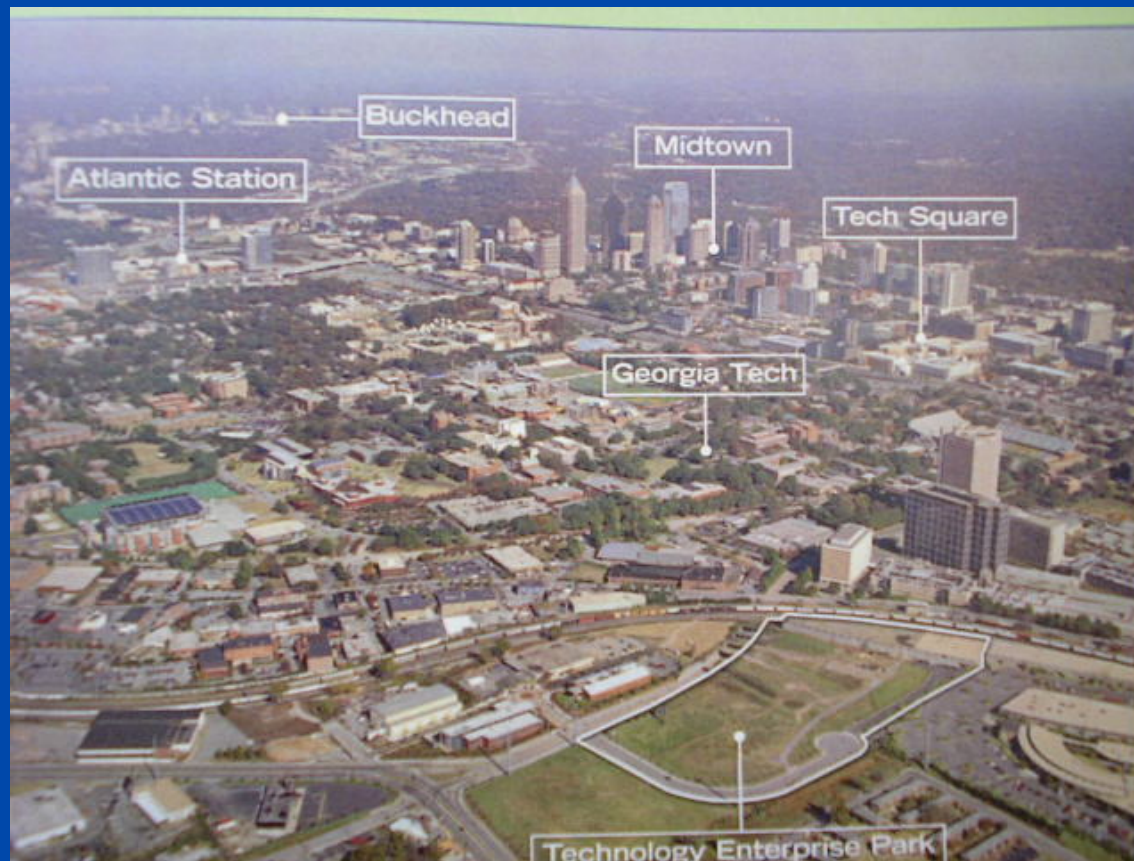 Buckhead
Midtown
Atlantic Station
Tech Square
Georgia Tech
Technology Enterprise Park